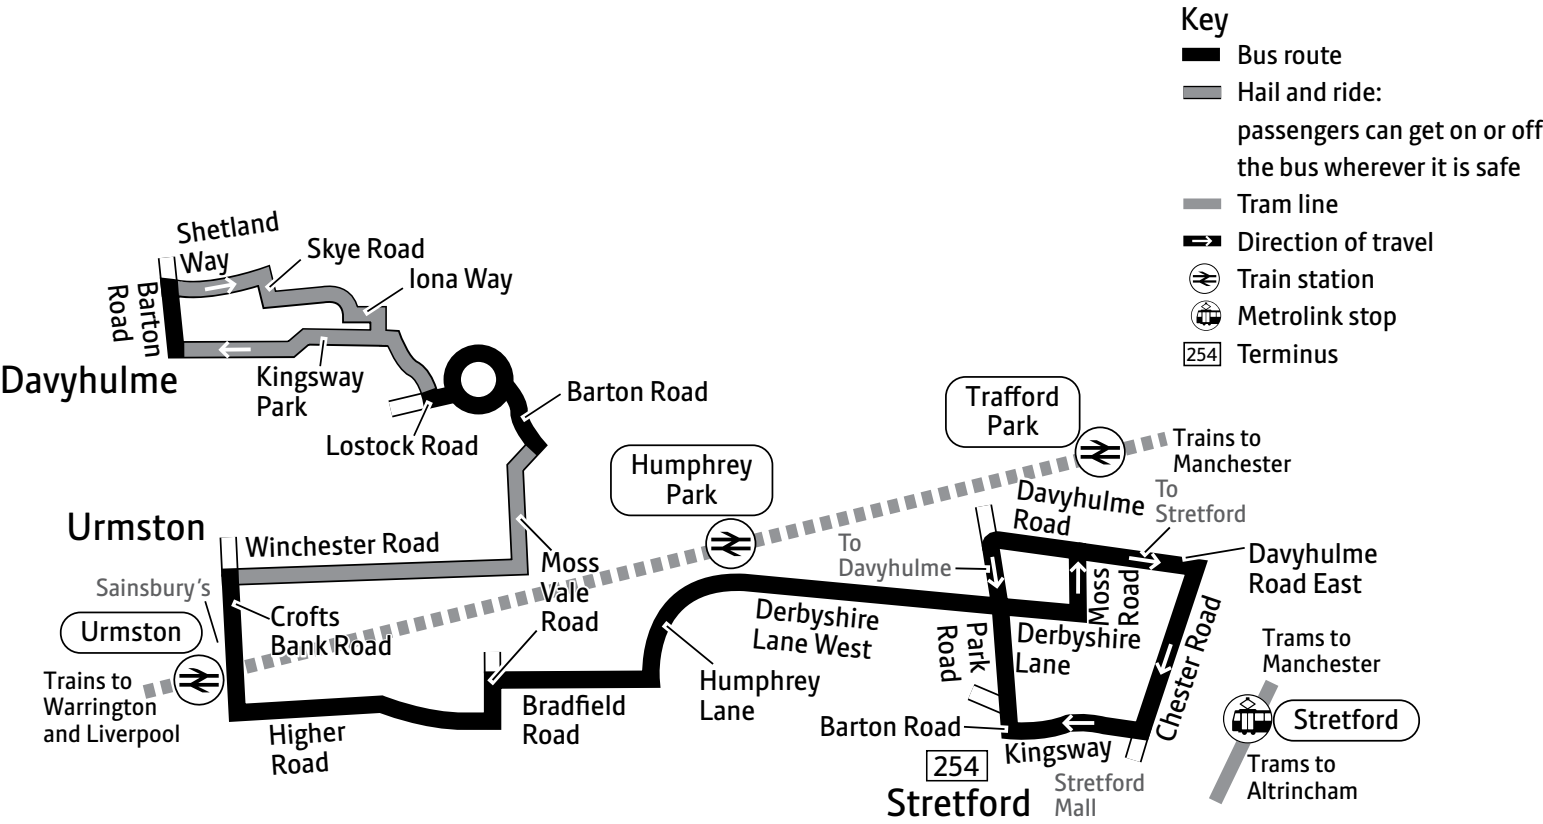 Key
Bus route
Hail and ride:
passengers can get on or off
the bus wherever it is safe
Tram line
Direction of travel
Train station
Metrolink stop
254
Terminus
Shetland
Way
Skye Road
Iona Way
Barton
Road
Davyhulme
Kingsway
Park
Lostock Road
Barton Road
Trafford
Park
Trains to
Manchester
Humphrey
Park
Davyhulme
Road
To
Stretford
Urmston
Winchester Road
To
Davyhulme
Davyhulme
Road East
Moss
Vale
Road
Sainsbury's
Crofts
Bank Road
Urmston
Moss
Road
Derbyshire
Lane West
Derbyshire
Lane
Park
Road
Chester Road
Trams to
Manchester
Trains to
Warrington
and Liverpool
Humphrey
Lane
Bradfield
Road
Higher
Road
Barton Road
Kingsway
Stretford
254
Stretford
Stretford
Mall
Trams to
Altrincham